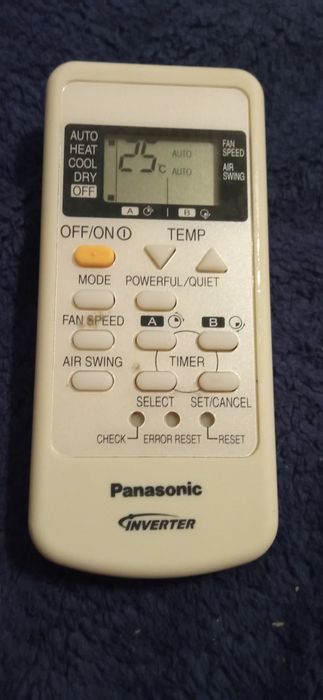 AUTO
HEAT
COOL
DRY
OFF
25°C
AUTO
AUTO
FAN
SPEED
AIR
SWING
A B
OFF/ON TEMP
MODE POWERFUL/QUIET
FAN SPEED A B
AIR SWING TIMER
SELECT SET/CANCEL
CHECK ERROR RESET RESET
Panasonic
INVERTER